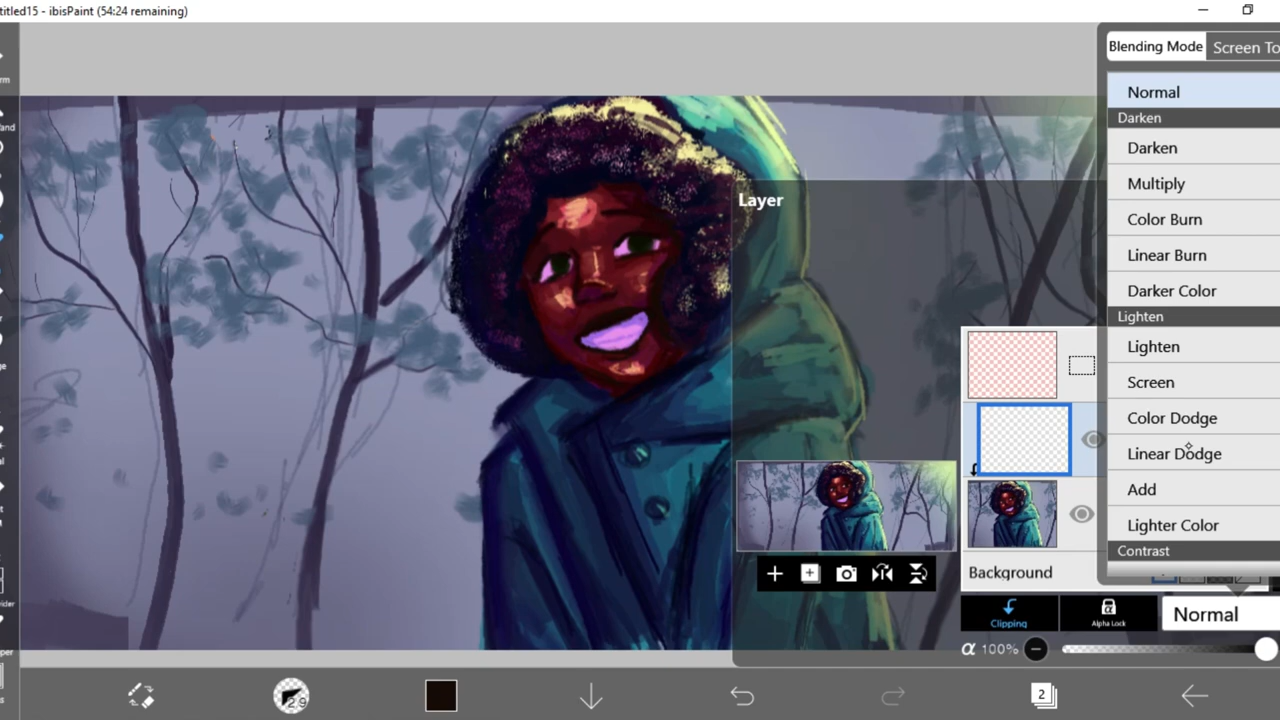 titled15 - ibisPaint (54:24 remaining)
Blending Mode
Screen To
Normal
Darken
Darken
Multiply
Color Burn
Linear Burn
Darker Color
Lighten
Lighten
Screen
Color Dodge
Linear Dodge
Add
Lighter Color
Contrast
Layer
Background
Clipping
Alpha Lock
Normal
α 100%
2.9
2